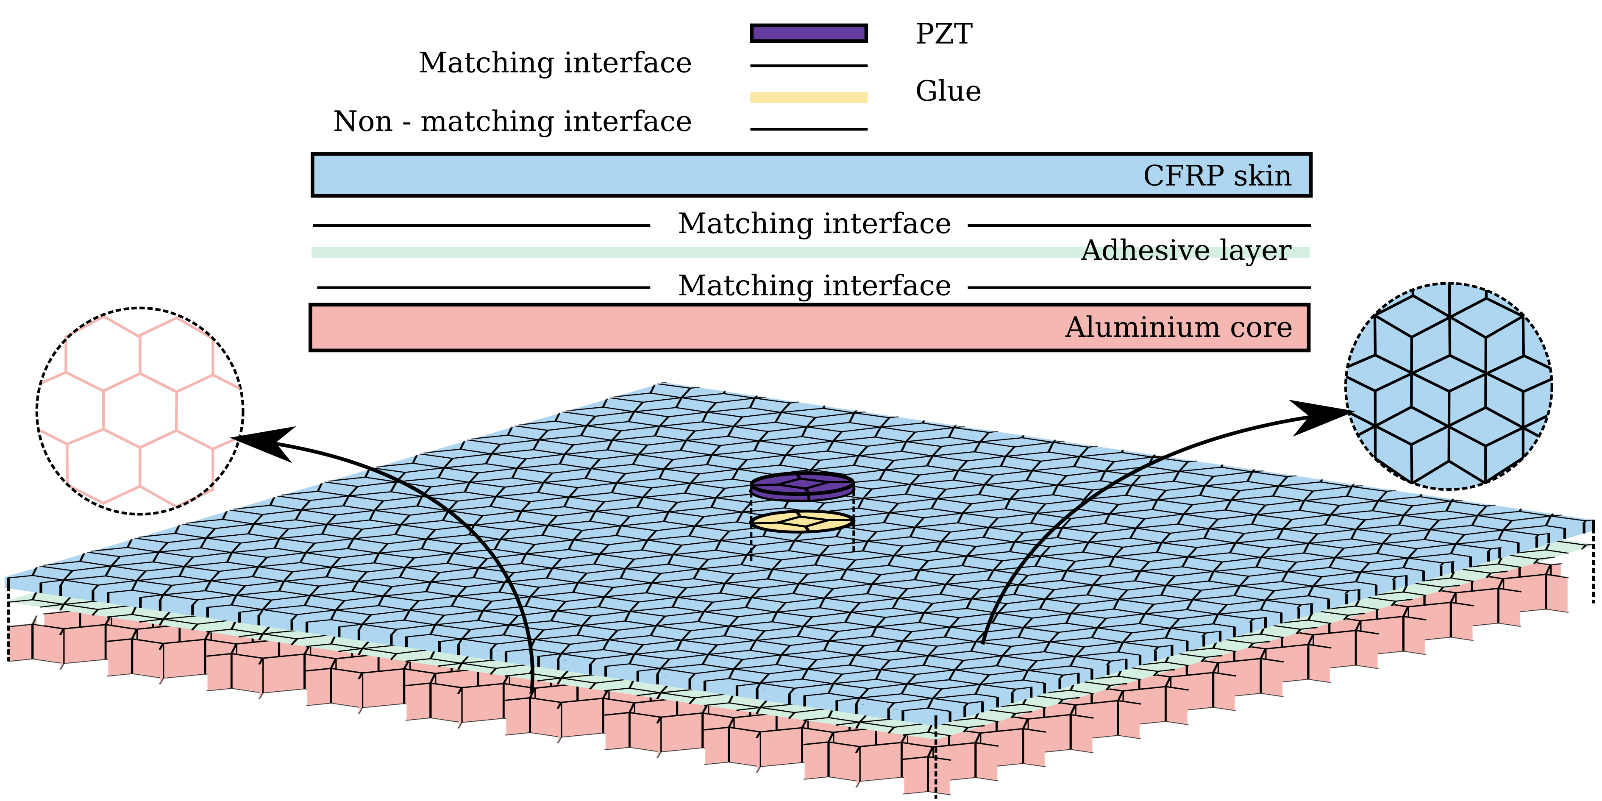 PZT
Matching interface
Glue
Non - matching interface
CFRP skin
Matching interface
Adhesive layer
Matching interface
Aluminium core